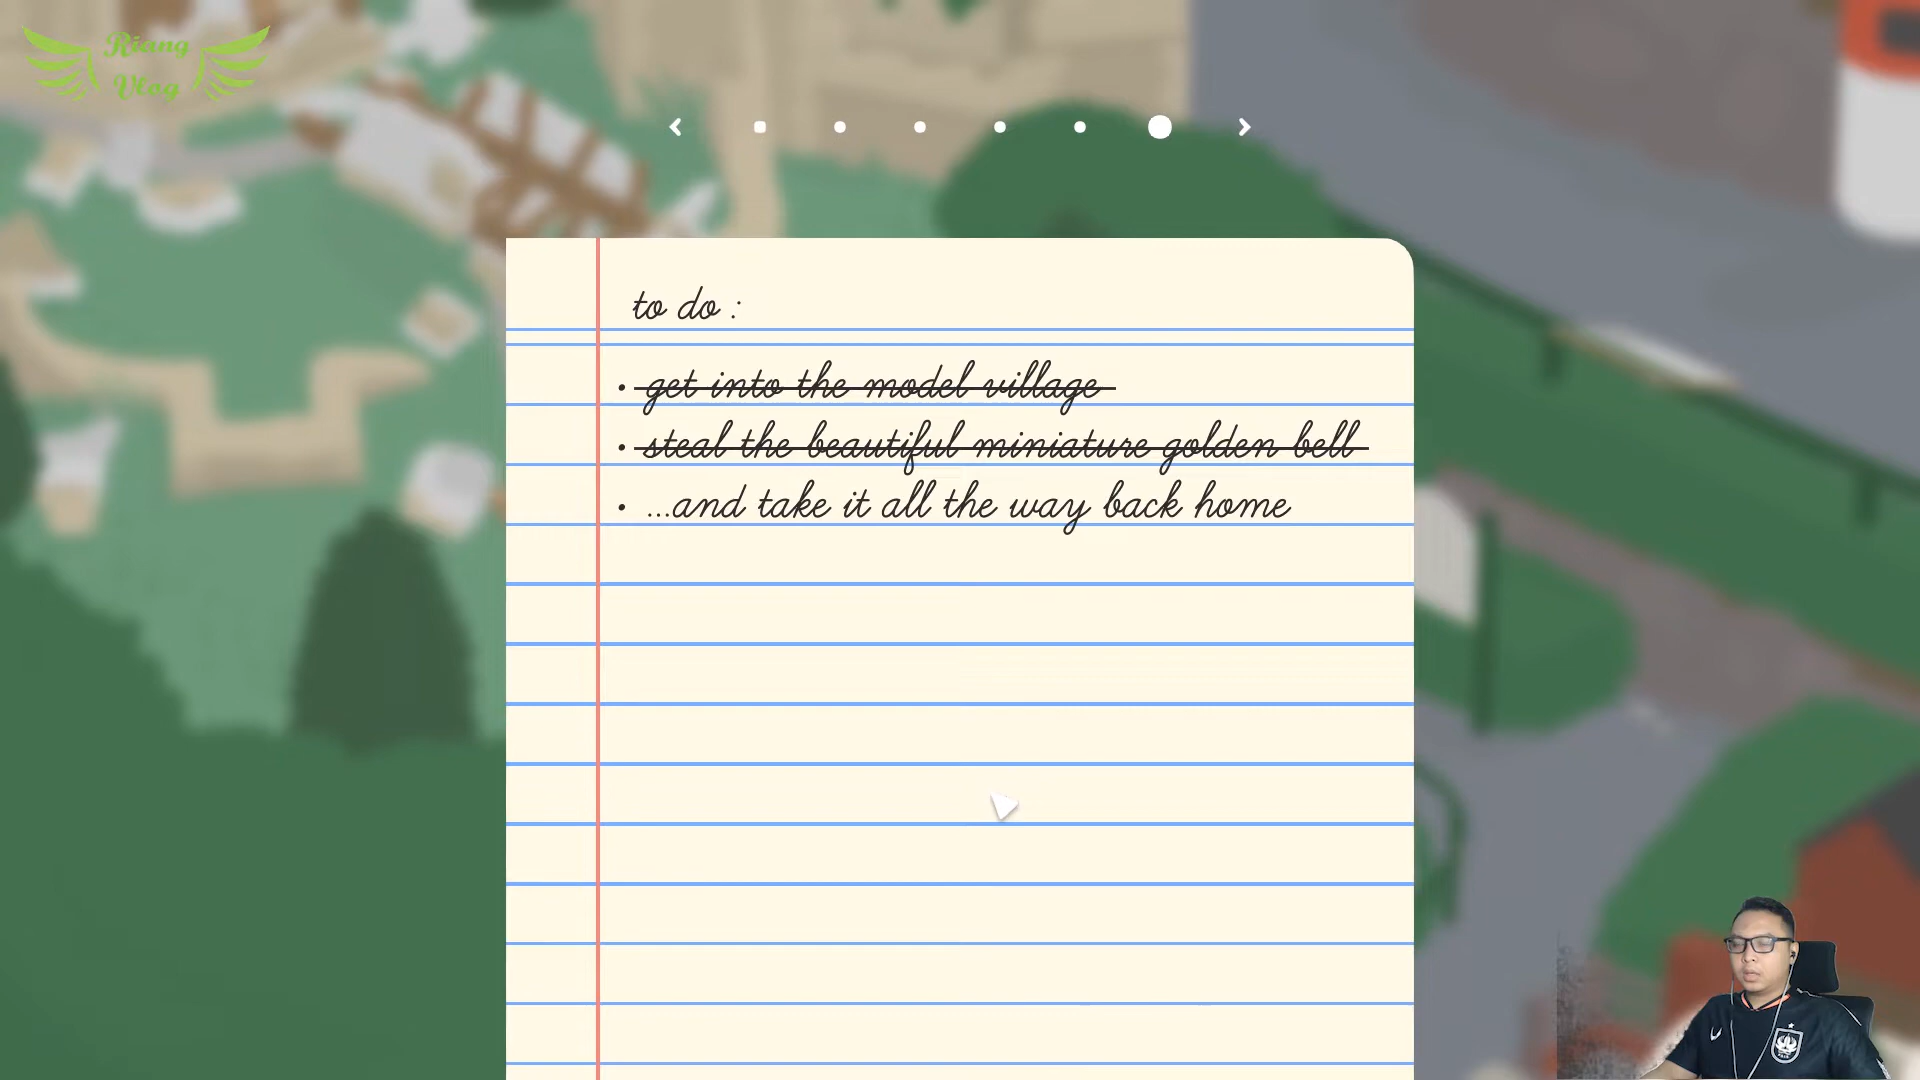 Riang
Vlog
to do :
• get into the model village
• steal the beautiful miniature golden bell
• ...and take it all the way back home